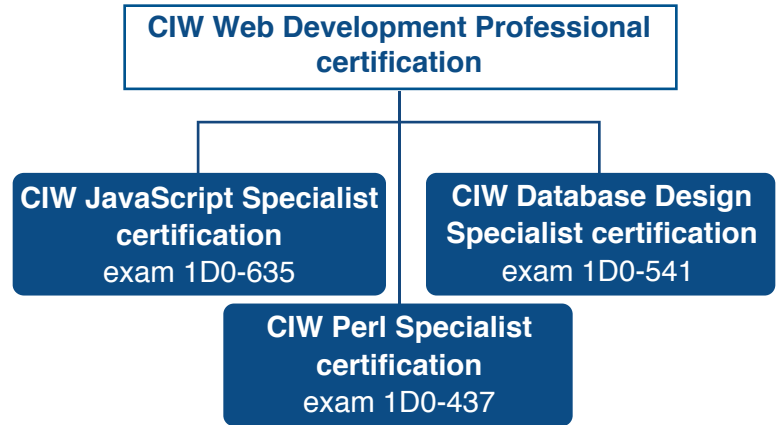 CIW Web Development Professional
certification
CIW JavaScript Specialist
certification
exam 1D0-635
CIW Database Design
Specialist certification
exam 1D0-541
CIW Perl Specialist
certification
exam 1D0-437